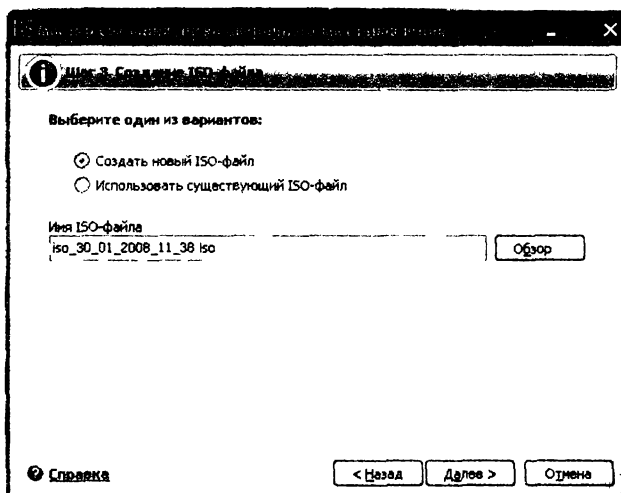 Шаг 3. Создание ISO-файла
Выберите один из вариантов:
Создать новый ISO-файл
Использовать существующий ISO-файл
Имя ISO-файла
iso_30_01_2008_11_38 iso
Обзор
Справка
< Назад
Далее >
Отмена